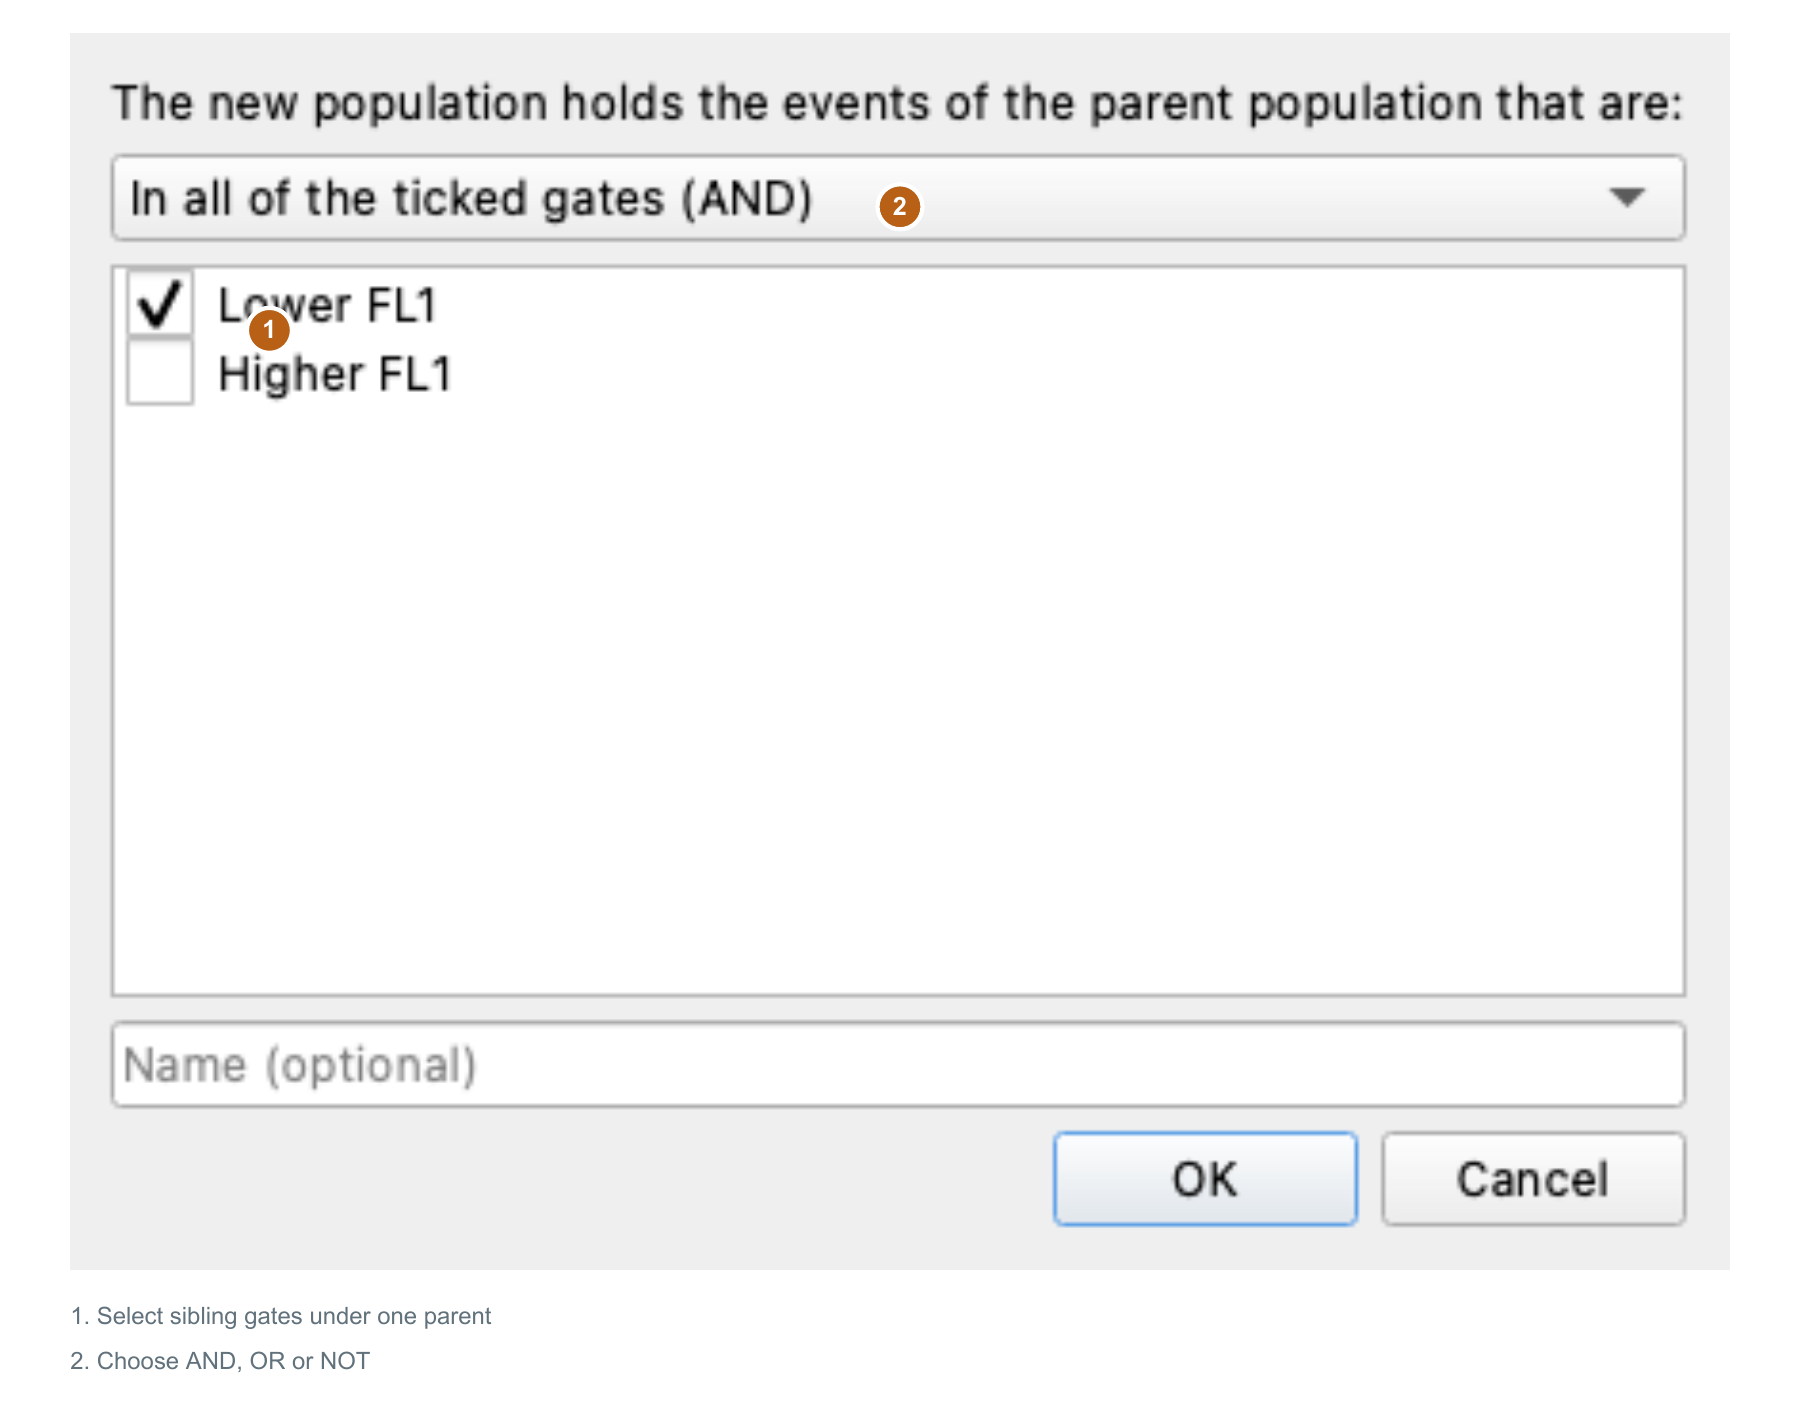 The new population holds the events of the parent population that are:
In all of the ticked gates (AND)
2
Lower FL1
1
Higher FL1
Name (optional)
OK
Cancel
1. Select sibling gates under one parent
2. Choose AND, OR or NOT